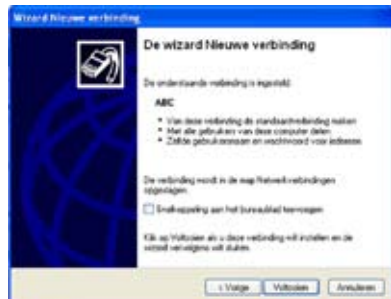 Wizard Nieuwe verbinding
De wizard Nieuwe verbinding
De onderstaande verbinding is ingesteld:
ABC
• Van deze verbinding de standaardverbinding maken
• Met alle gebruikers van deze computer delen
• Zelfde gebruikersnaam en wachtwoord voor iedereen
De verbinding wordt in de map Netwerkverbindingen
opgeslagen.
Snelkoppeling aan het bureaublad toevoegen
Klik op Voltooien als u deze verbinding wilt instellen en de
wizard vervolgens wilt sluiten.
< Vorige
Voltooien
Annuleren